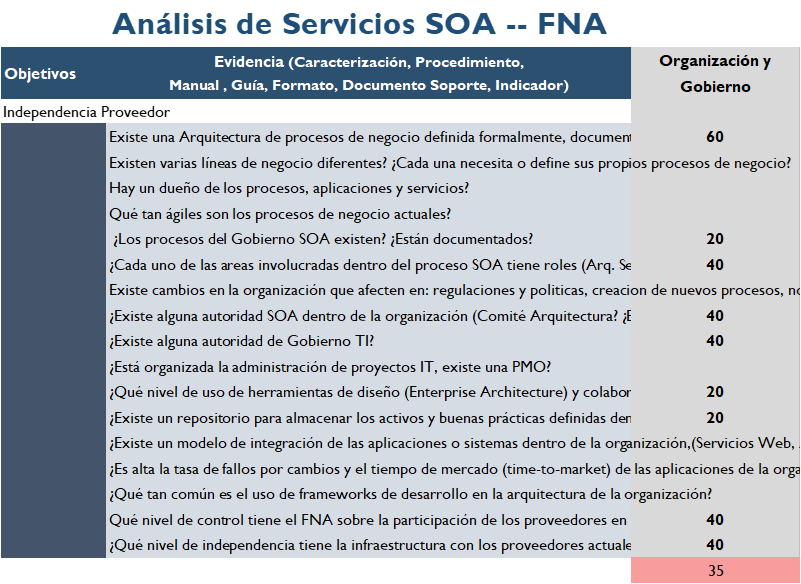 Análisis de Servicios SOA -- FNA
Objetivos
Evidencia (Caracterización, Procedimiento,
Manual , Guía, Formato, Documento Soporte, Indicador)
Organización y
Gobierno
Independencia Proveedor
Existe una Arquitectura de procesos de negocio definida formalmente, document 60
Existen varias líneas de negocio diferentes? ¿Cada una necesita o define sus propios procesos de negocio?
Hay un dueño de los procesos, aplicaciones y servicios?
Qué tan ágiles son los procesos de negocio actuales?
¿Los procesos del Gobierno SOA existen? ¿Están documentados? 20
¿Cada uno de las areas involucradas dentro del proceso SOA tiene roles (Arq. Se 40
Existe cambios en la organización que afecten en: regulaciones y politicas, creacion de nuevos procesos, no
¿Existe alguna autoridad SOA dentro de la organización (Comité Arquitectura? ¿E 40
¿Existe alguna autoridad de Gobierno TI? 40
¿Está organizada la administración de proyectos IT, existe una PMO?
¿Qué nivel de uso de herramientas de diseño (Enterprise Architecture) y colabor 20
¿Existe un repositorio para almacenar los activos y buenas prácticas definidas den 20
¿Existe un modelo de integración de las aplicaciones o sistemas dentro de la organización,(Servicios Web,
¿Es alta la tasa de fallos por cambios y el tiempo de mercado (time-to-market) de las aplicaciones de la orga
¿Qué tan común es el uso de frameworks de desarrollo en la arquitectura de la organización?
Qué nivel de control tiene el FNA sobre la participación de los proveedores en 40
¿Qué nivel de independencia tiene la infraestructura con los proveedores actuale 40
35